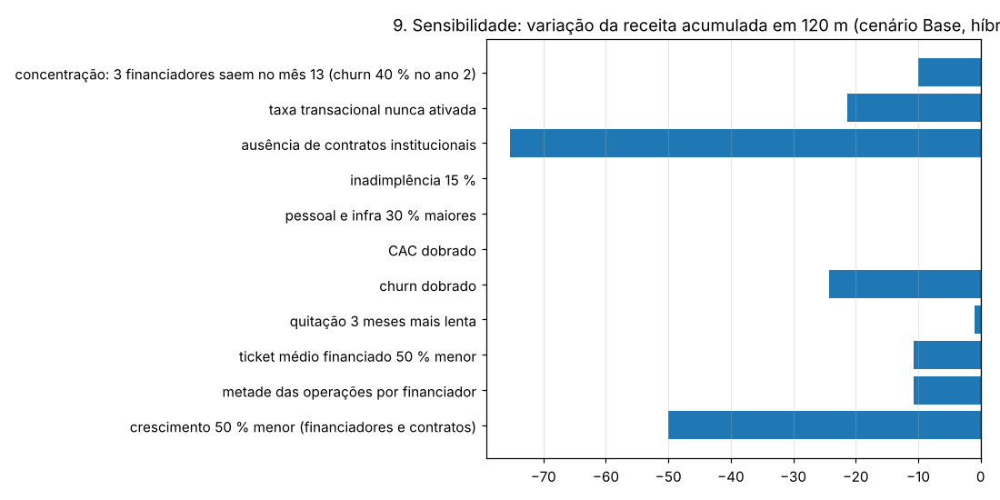 9. Sensibilidade: variação da receita acumulada em 120 m (cenário Base, híbr
concentração: 3 financiadores saem no mês 13 (churn 40 % no ano 2)
taxa transacional nunca ativada
ausência de contratos institucionais
inadimplência 15 %
pessoal e infra 30 % maiores
CAC dobrado
churn dobrado
quitação 3 meses mais lenta
ticket médio financiado 50 % menor
metade das operações por financiador
crescimento 50 % menor (financiadores e contratos)
−70 −60 −50 −40 −30 −20 −10 0